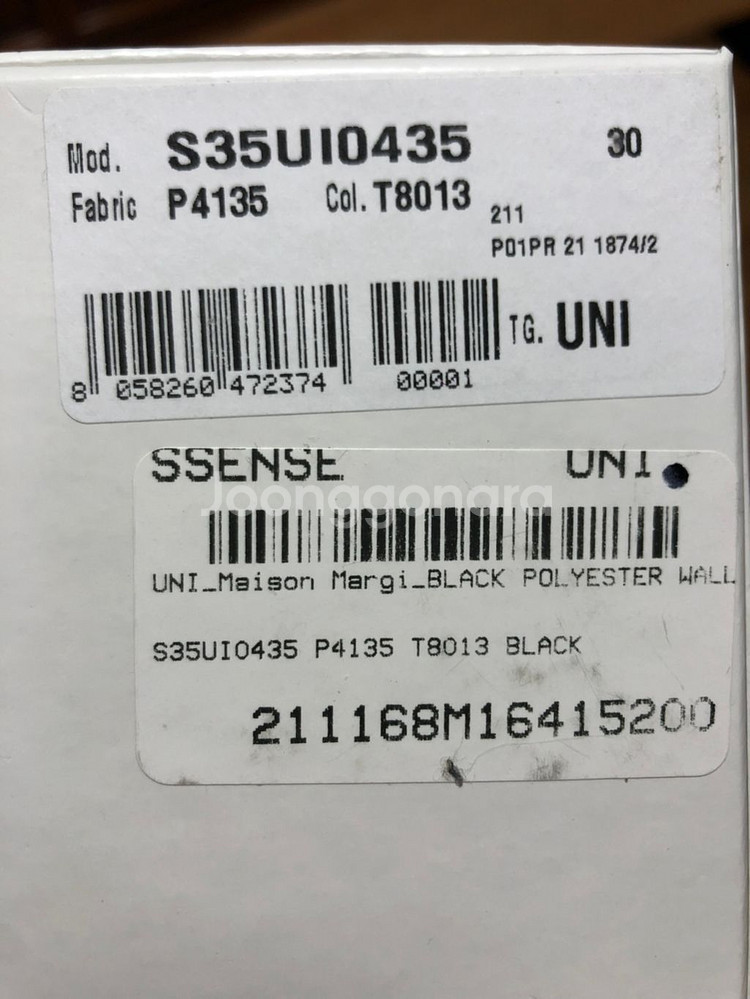 Mod. S35UI0435 30
Fabric P4135 Col. T8013 211
P01PR 21 1874/2
TG. UNI
8 058260 472374 00001
SSENSE UNI
Joonggonara
UNI_Maison Margi_BLACK POLYESTER WALL
S35UI0435 P4135 T8013 BLACK
211168M16415200